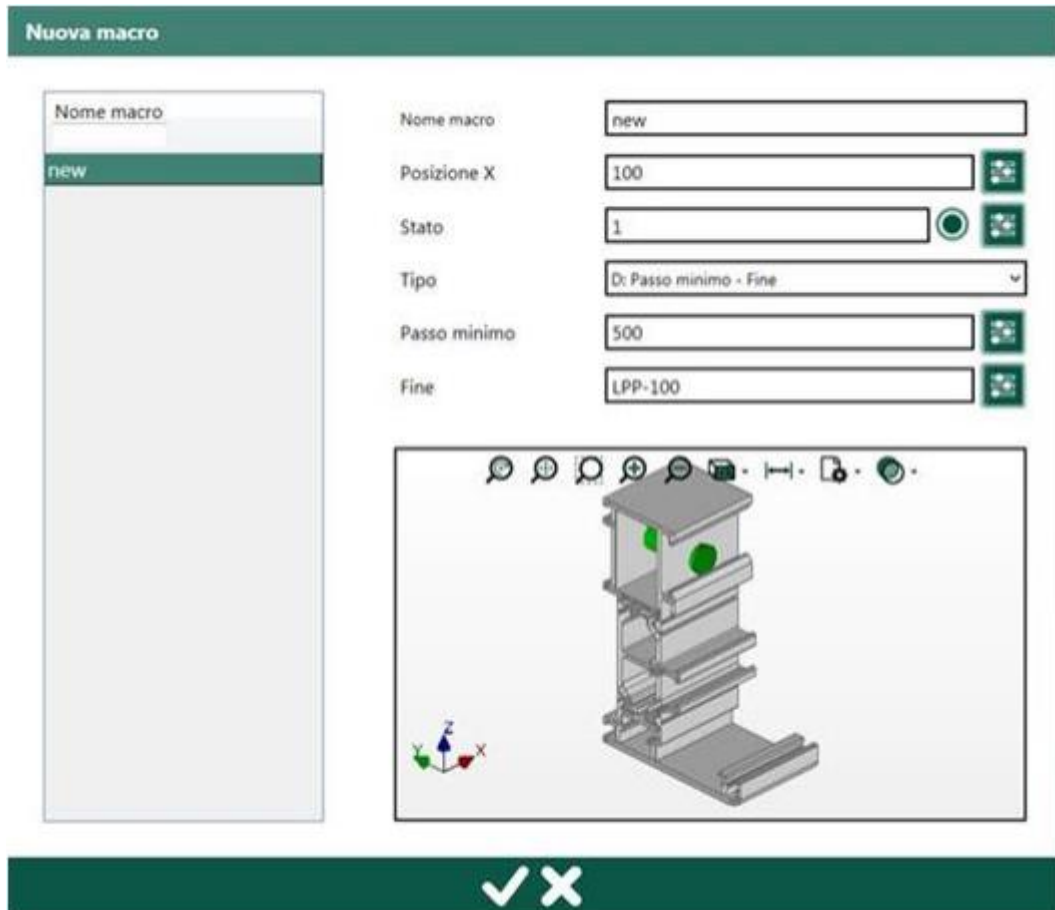 Nuova macro
Nome macro
new
Nome macro
new
Posizione X
100
Stato
1
Tipo
D: Passo minimo - Fine
Passo minimo
500
Fine
LPP-100
Z
Y
X